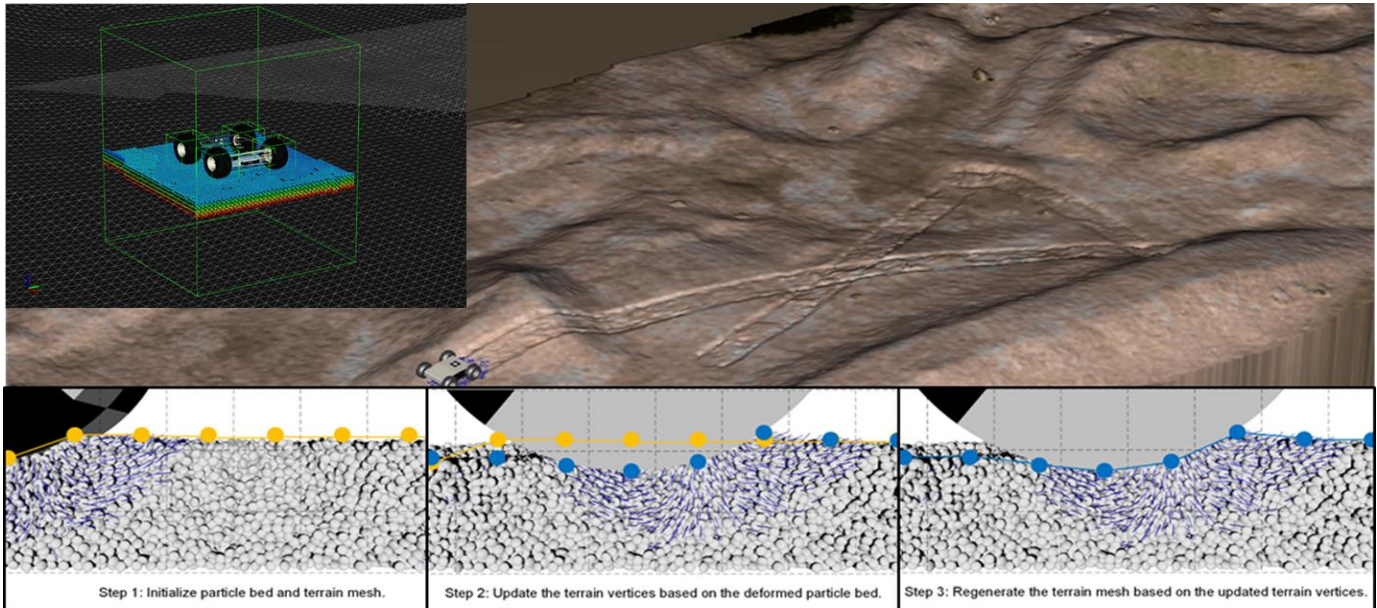 Step 1: Initialize particle bed and terrain mesh.
Step 2: Update the terrain vertices based on the deformed particle bed.
Step 3: Regenerate the terrain mesh based on the updated terrain vertices.